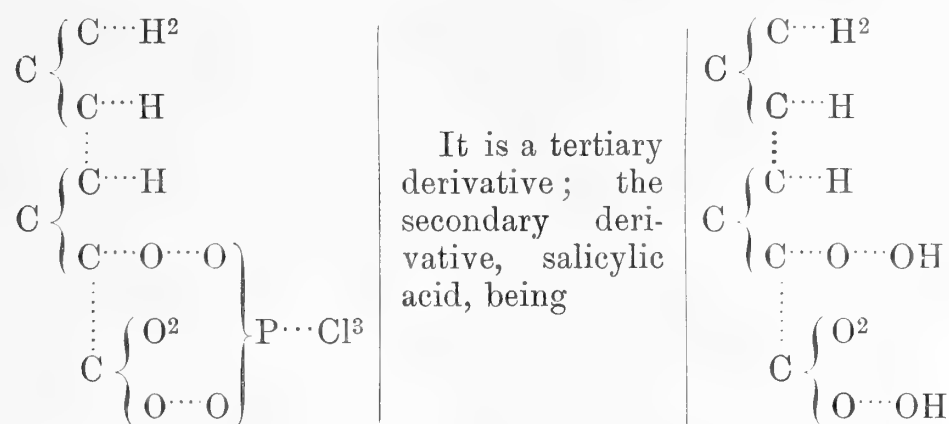 C C····H²
C····H
C C····H
C···O···O
O² P···Cl³
C
O····O
It is a tertiary
derivative; the
secondary deri-
vative, salicylic
acid, being
C C····H²
C····H
C C····H
C···O···OH
O²
C
O····OH